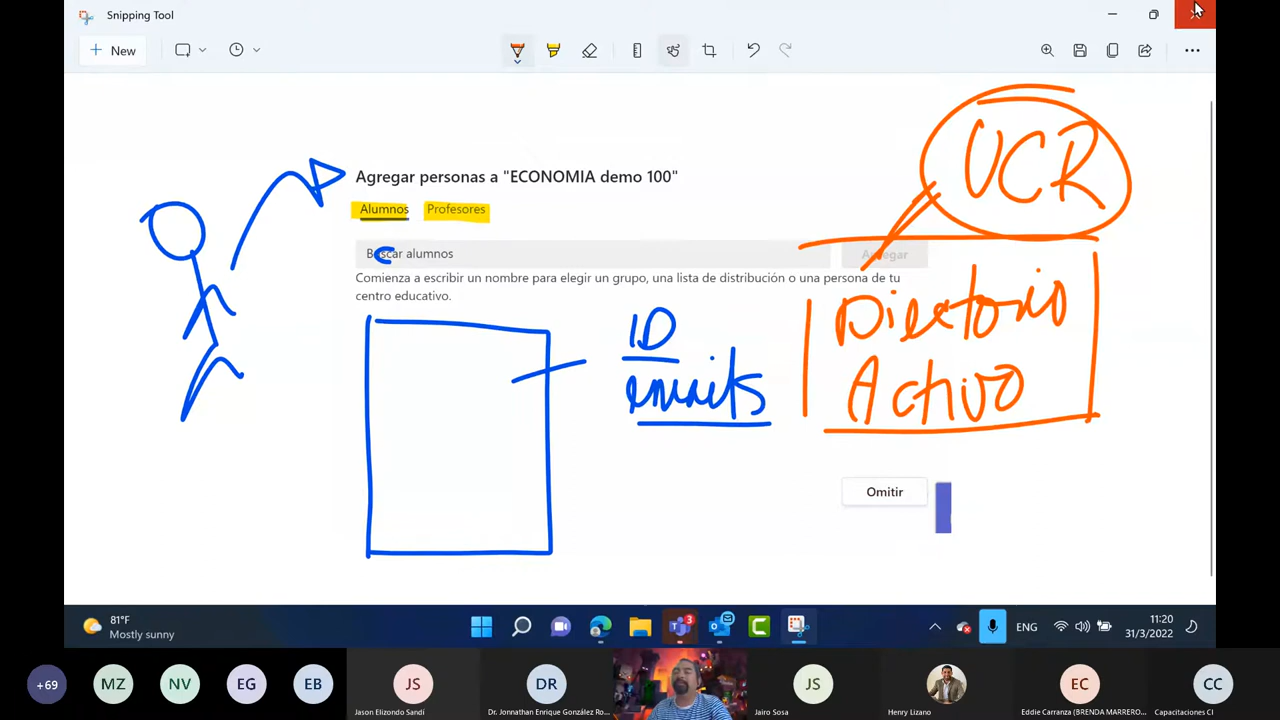 Snipping Tool
New
UCR
Agregar personas a "ECONOMIA demo 100"
Alumnos Profesores
Buscar alumnos Agregar
Comienza a escribir un nombre para elegir un grupo, una lista de distribución o una persona de tu
centro educativo.
Directorio
Activo
ID
emails
Omitir
81°F
Mostly sunny
3
ENG
11:20
31/3/2022
+69 MZ NV EG EB JS DR JS EC CC
Jason Elizondo Sandí Dr. Jonnathan Enrique González Ro... Jairo Sosa Henry Lizano Eddie Carranza (BRENDA MARRERO... Capacitaciones CI